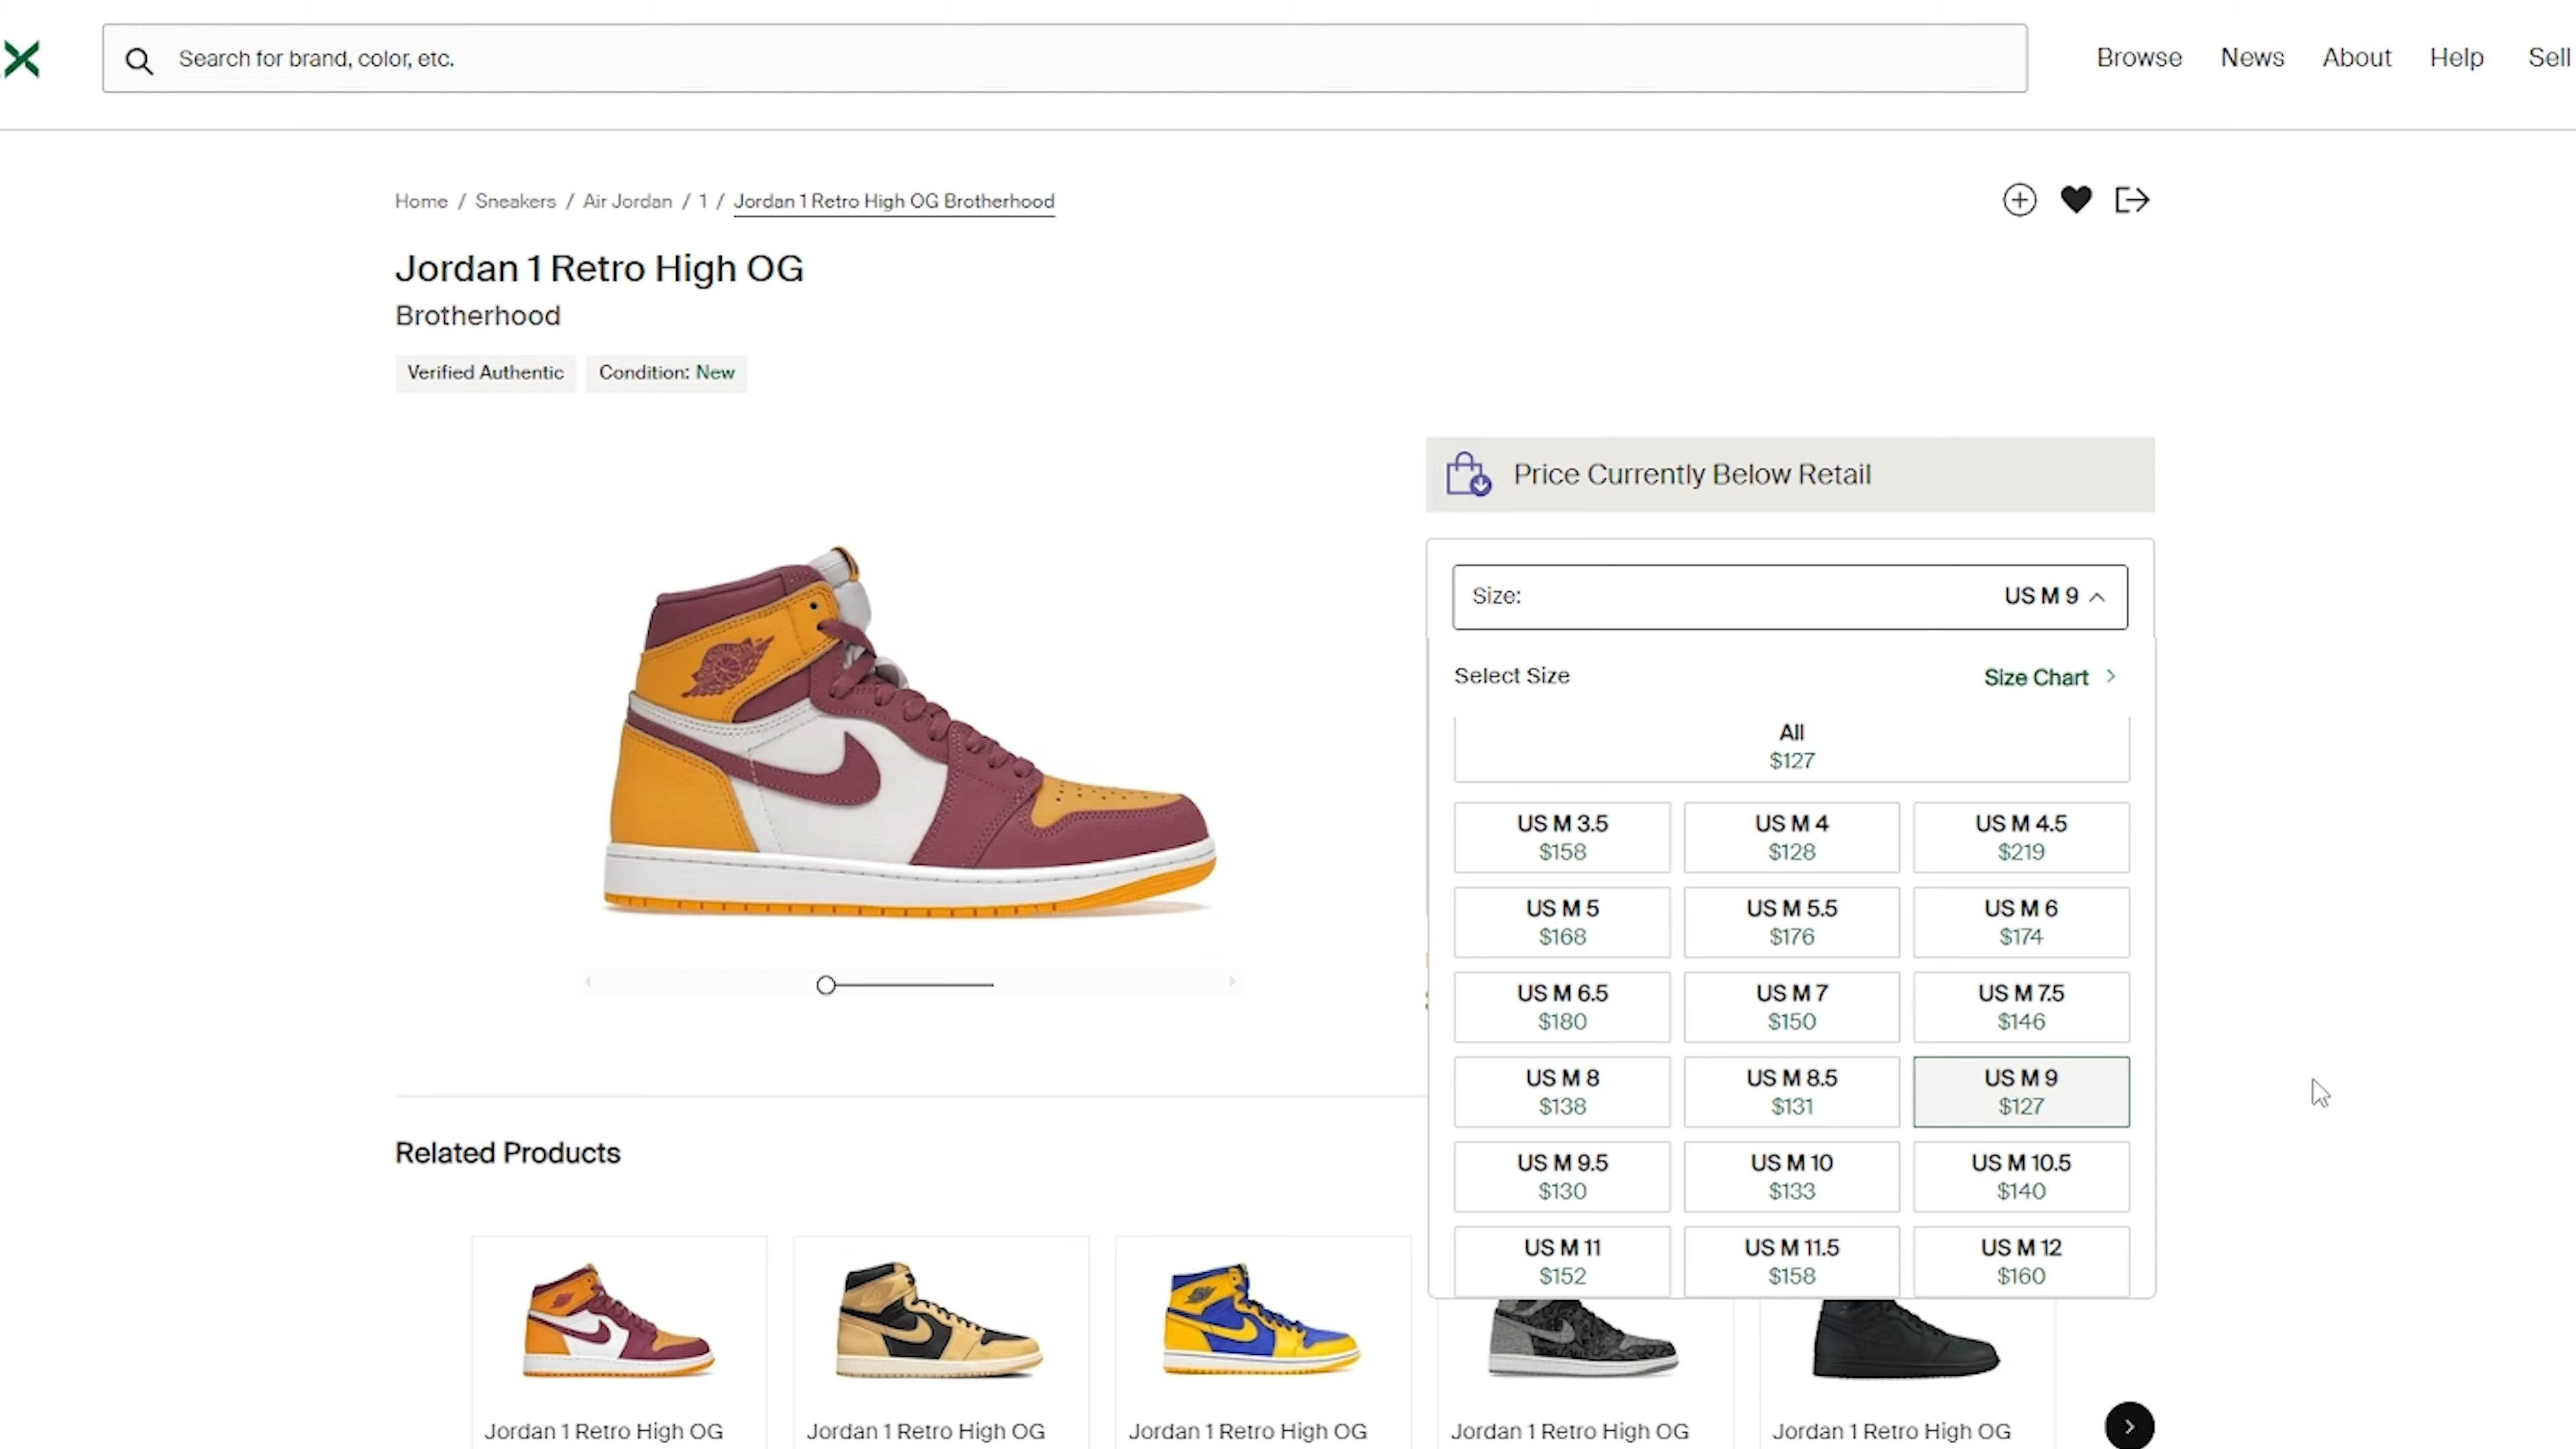 X
Search for brand, color, etc.
Browse
News
About
Help
Sell
Home / Sneakers / Air Jordan / 1 / Jordan 1 Retro High OG Brotherhood
Jordan 1 Retro High OG
Brotherhood
Verified Authentic
Condition: New
Price Currently Below Retail
Size:
US M 9
Select Size
Size Chart
All
$127
US M 3.5
$158
US M 4
$128
US M 4.5
$219
US M 5
$168
US M 5.5
$176
US M 6
$174
US M 6.5
$180
US M 7
$150
US M 7.5
$146
US M 8
$138
US M 8.5
$131
US M 9
$127
US M 9.5
$130
US M 10
$133
US M 10.5
$140
US M 11
$152
US M 11.5
$158
US M 12
$160
Related Products
Jordan 1 Retro High OG
Jordan 1 Retro High OG
Jordan 1 Retro High OG
Jordan 1 Retro High OG
Jordan 1 Retro High OG